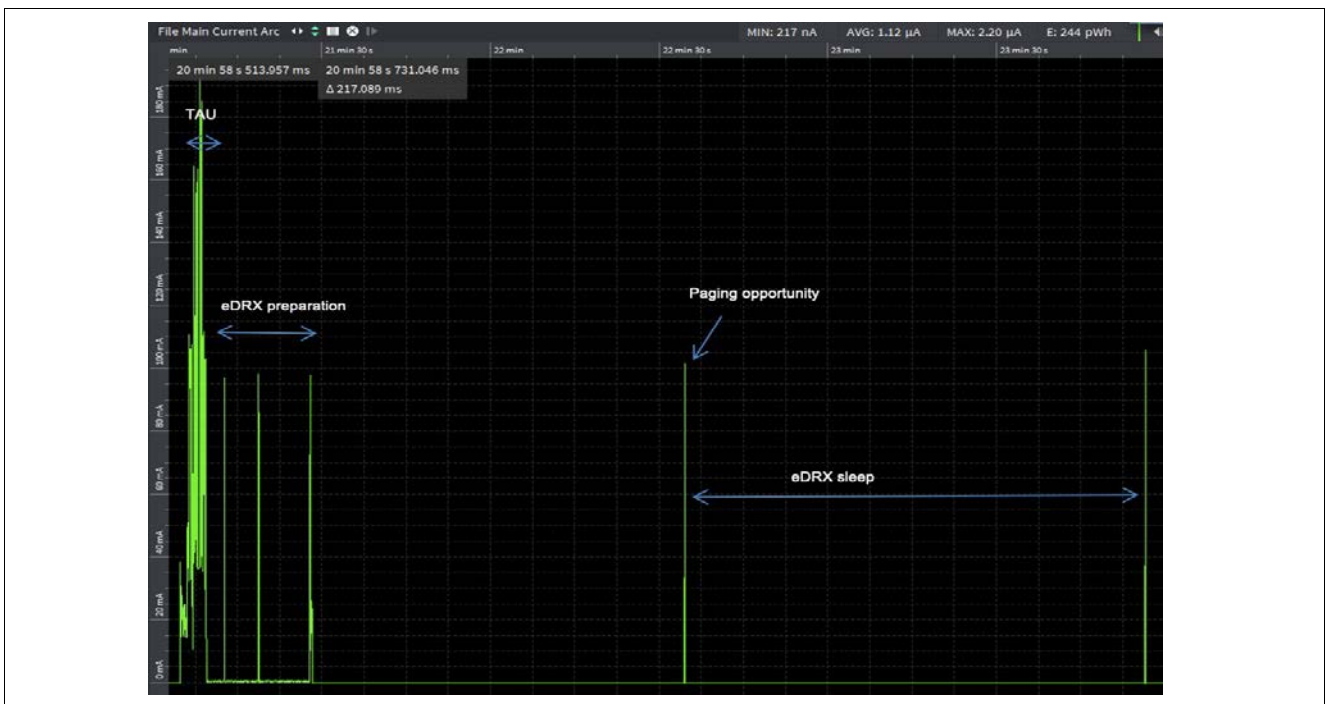 File Main Current Arc MIN: 217 nA AVG: 1.12 µA MAX: 2.20 µA E: 244 pWh
min 21 min 30 s 22 min 22 min 30 s 23 min 23 min 30 s
20 min 58 s 513.957 ms 20 min 58 s 731.046 ms
Δ 217.089 ms
180 mA
TAU
160 mA
140 mA
120 mA
Paging opportunity
eDRX preparation
100 mA
80 mA
60 mA
eDRX sleep
40 mA
20 mA
0 mA